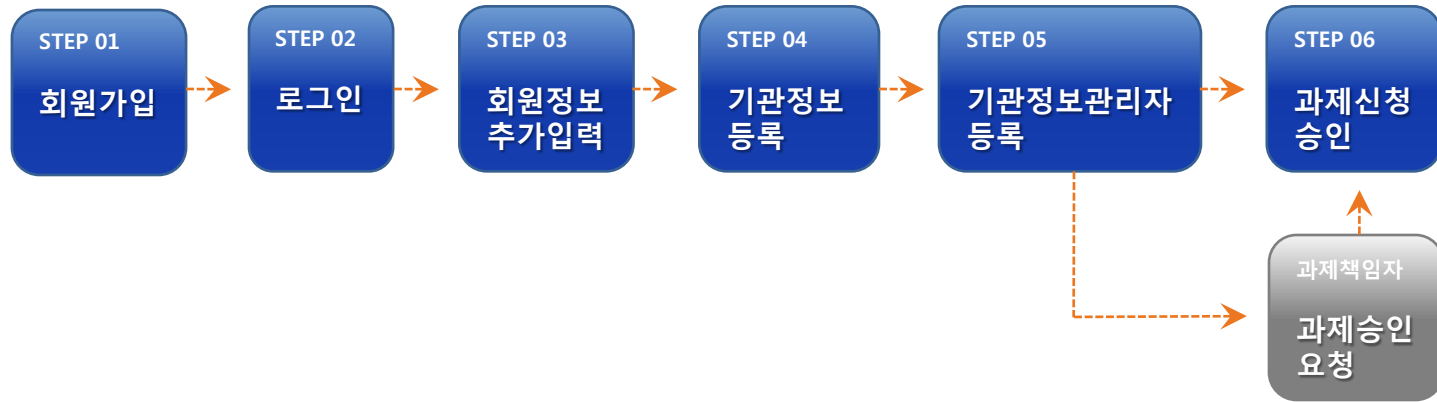 STEP 01
회원가입
STEP 02
로그인
STEP 03
회원정보
추가입력
STEP 04
기관정보
등록
STEP 05
기관정보관리자
등록
STEP 06
과제신청
승인
과제책임자
과제승인
요청